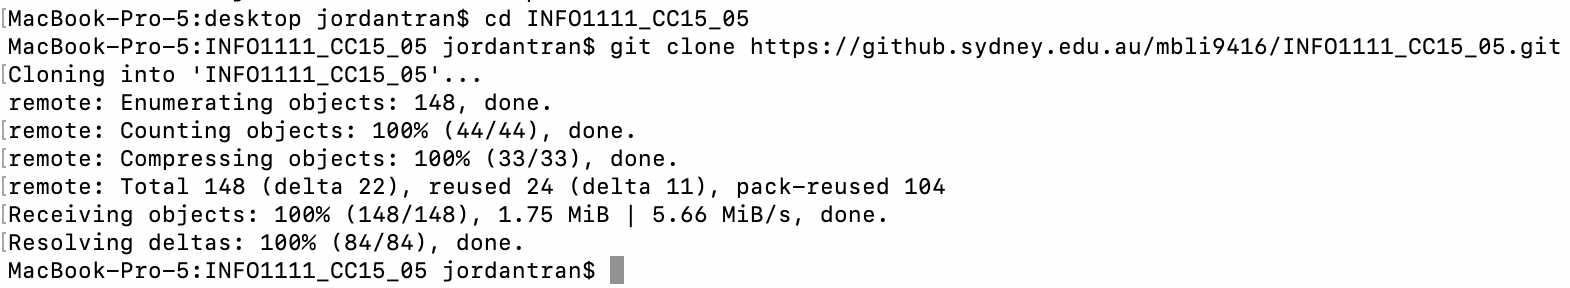 [MacBook-Pro-5:desktop jordantran$ cd INFO1111_CC15_05
MacBook-Pro-5:INFO1111_CC15_05 jordantran$ git clone https://github.sydney.edu.au/mbli9416/INFO1111_CC15_05.git
[Cloning into 'INFO1111_CC15_05'...
remote: Enumerating objects: 148, done.
[remote: Counting objects: 100% (44/44), done.
[remote: Compressing objects: 100% (33/33), done.
[remote: Total 148 (delta 22), reused 24 (delta 11), pack-reused 104
[Receiving objects: 100% (148/148), 1.75 MiB | 5.66 MiB/s, done.
[Resolving deltas: 100% (84/84), done.
MacBook-Pro-5:INFO1111_CC15_05 jordantran$